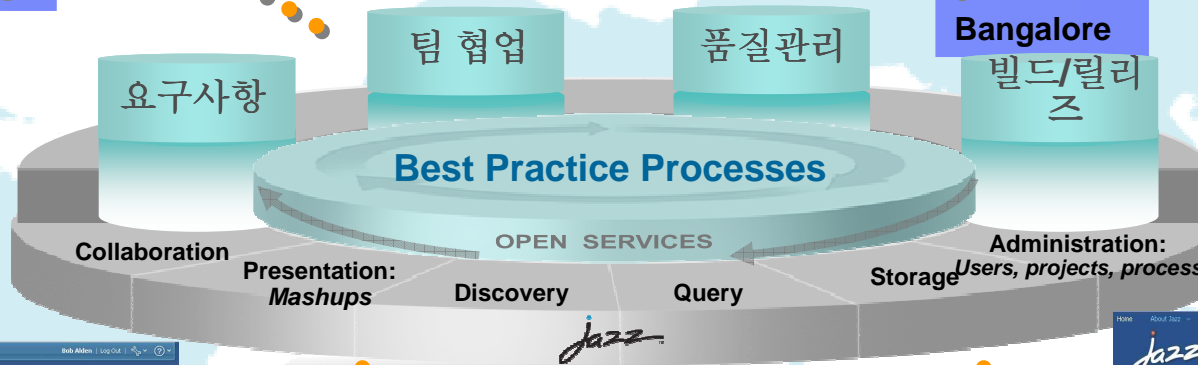 Bangalore
팀 협업
품질관리
요구사항
빌드/릴리
즈
Best Practice Processes
OPEN SERVICES
Collaboration
Presentation:
Mashups
Discovery
Query
Storage
Administration:
Users, projects, process
jazz
Home About Jazz
Bob Alden | Log Out |
jazz